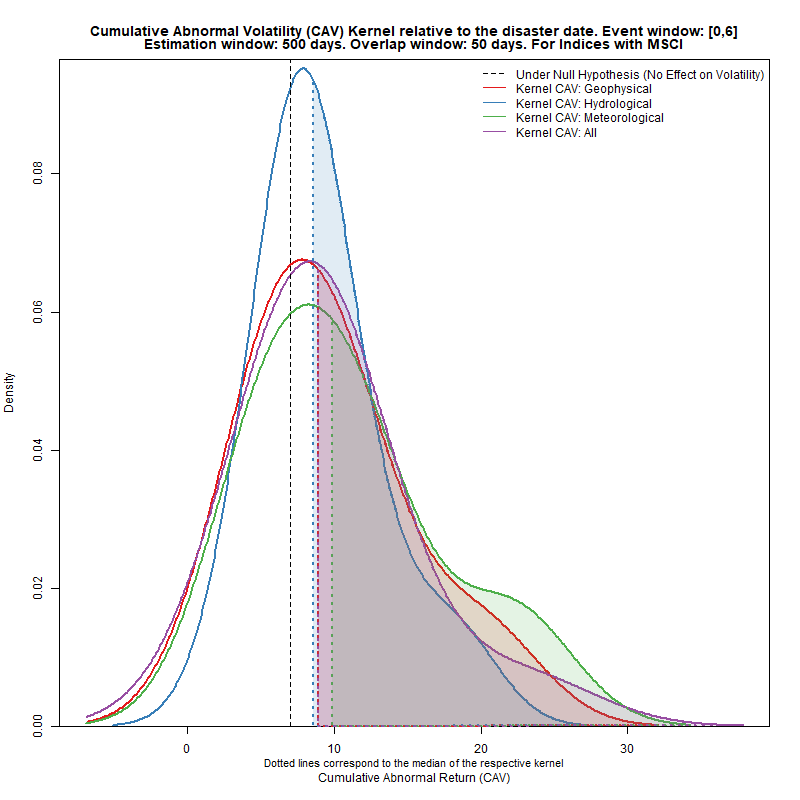 Cumulative Abnormal Volatility (CAV) Kernel relative to the disaster date. Event window: [0,6]
Estimation window: 500 days. Overlap window: 50 days. For Indices with MSCI
Under Null Hypothesis (No Effect on Volatility)
Kernel CAV: Geophysical
Kernel CAV: Hydrological
Kernel CAV: Meteorological
Kernel CAV: All
Density
0.08
0.06
0.04
0.02
0.00
0 10 20 30
Dotted lines correspond to the median of the respective kernel
Cumulative Abnormal Return (CAV)